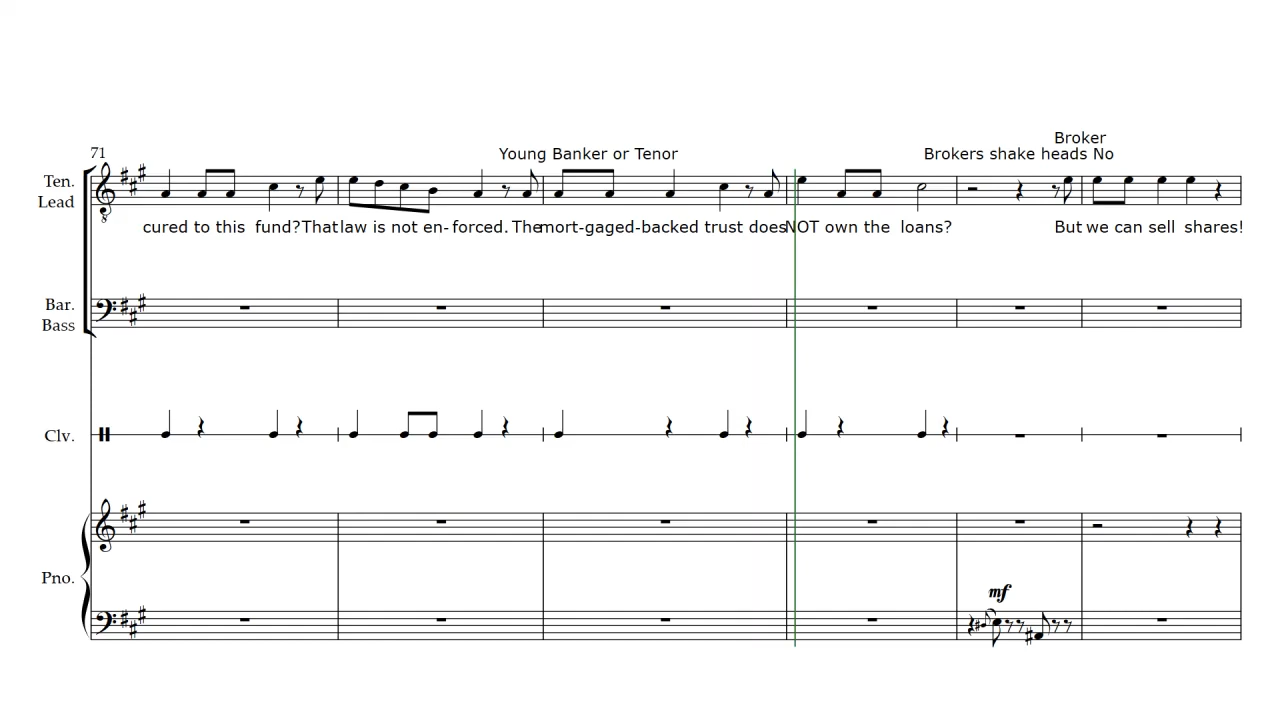 Broker
71 Young Banker or Tenor Brokers shake heads No
Ten.
Lead
8
cured to this fund? That law is not en- forced. The mort-gaged-backed trust does NOT own the loans? But we can sell shares!
Bar.
Bass
Clv.
Pno.
mf